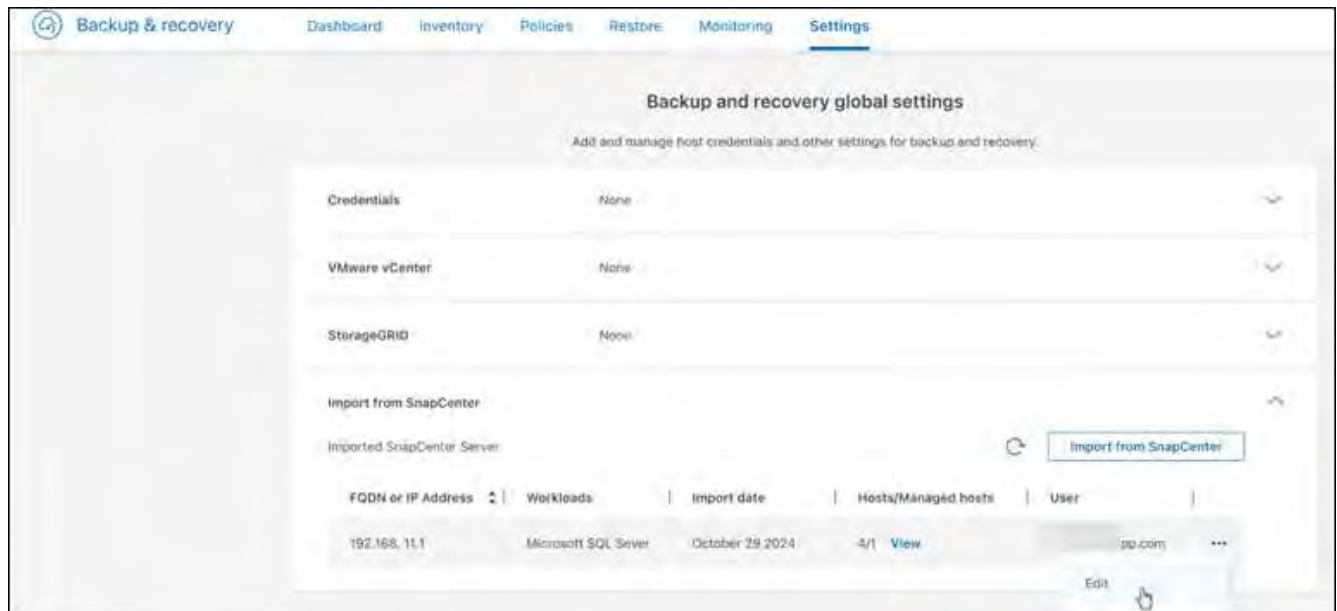 Backup & recovery Dashboard Inventory Policies Restore Monitoring Settings
Backup and recovery global settings
Add and manage host credentials and other settings for backup and recovery.
Credentials None
VMware vCenter None
StorageGRID None
Import from SnapCenter
Imported SnapCenter Server Import from SnapCenter
FQDN or IP Address Workloads Import date Hosts/Managed hosts User
192.168. 11.1 Microsoft SQL Sever October 29 2024 4/1 View pp.com ...
Edit